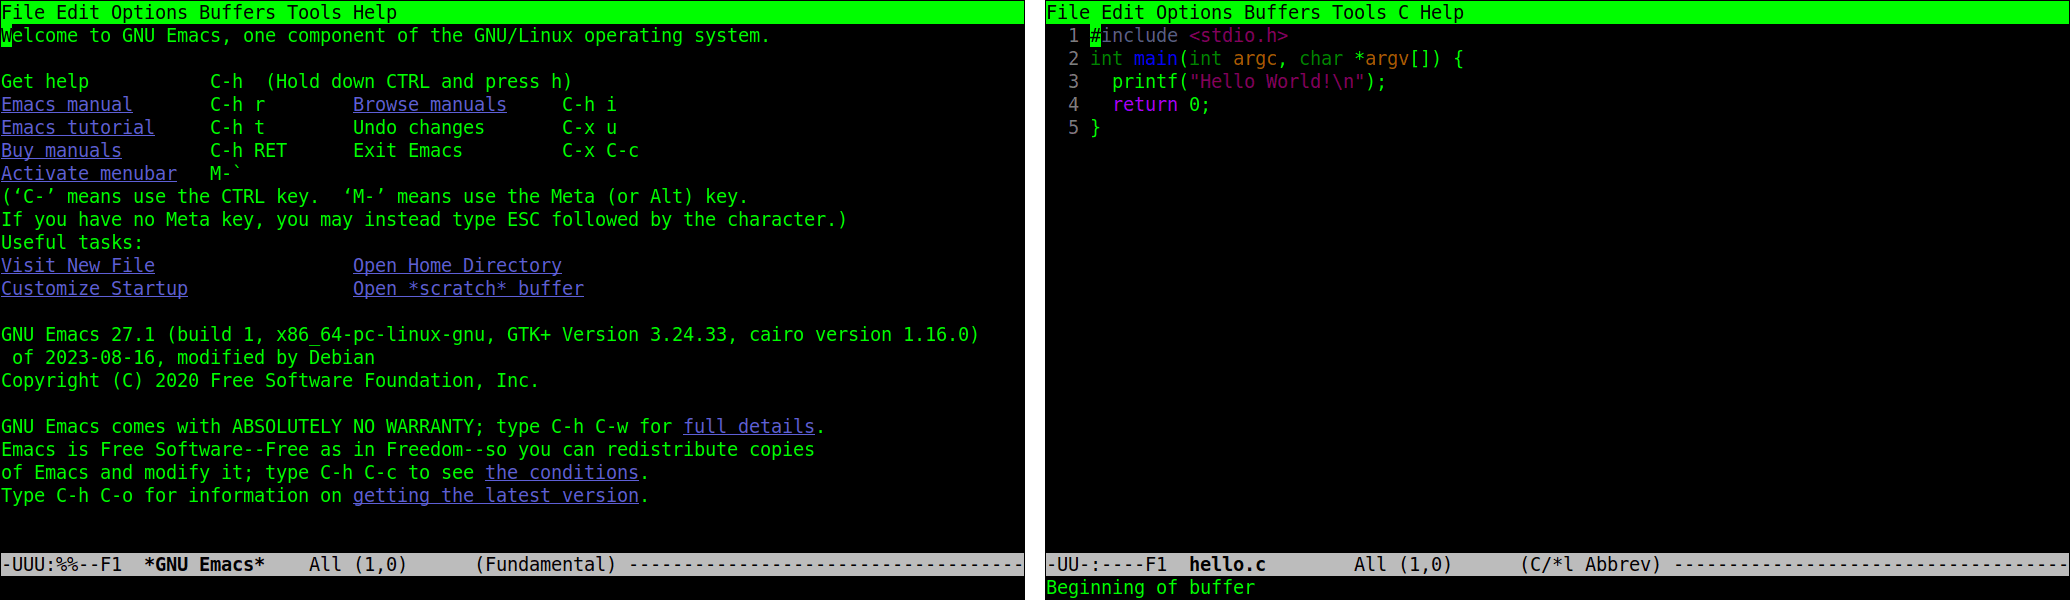 File Edit Options Buffers Tools Help
Welcome to GNU Emacs, one component of the GNU/Linux operating system.
Get help           C-h  (Hold down CTRL and press h)
Emacs manual       C-h r        Browse manuals     C-h i
Emacs tutorial     C-h t        Undo changes       C-x u
Buy manuals        C-h RET      Exit Emacs         C-x C-c
Activate menubar   M-`
(‘C-’ means use the CTRL key.  ‘M-’ means use the Meta (or Alt) key.
If you have no Meta key, you may instead type ESC followed by the character.)
Useful tasks:
Visit New File                  Open Home Directory
Customize Startup               Open *scratch* buffer
GNU Emacs 27.1 (build 1, x86_64-pc-linux-gnu, GTK+ Version 3.24.33, cairo version 1.16.0)
 of 2023-08-16, modified by Debian
Copyright (C) 2020 Free Software Foundation, Inc.
GNU Emacs comes with ABSOLUTELY NO WARRANTY; type C-h C-w for full details.
Emacs is Free Software--Free as in Freedom--so you can redistribute copies
of Emacs and modify it; type C-h C-c to see the conditions.
Type C-h C-o for information on getting the latest version.
-UUU:%%--F1  *GNU Emacs*    All (1,0)      (Fundamental) ------------------------------------
File Edit Options Buffers Tools C Help
1 #include <stdio.h>
2 int main(int argc, char *argv[]) {
3   printf("Hello World!\n");
4   return 0;
5 }
-UU-:----F1  hello.c        All (1,0)      (C/*l Abbrev) ------------------------------------
Beginning of buffer